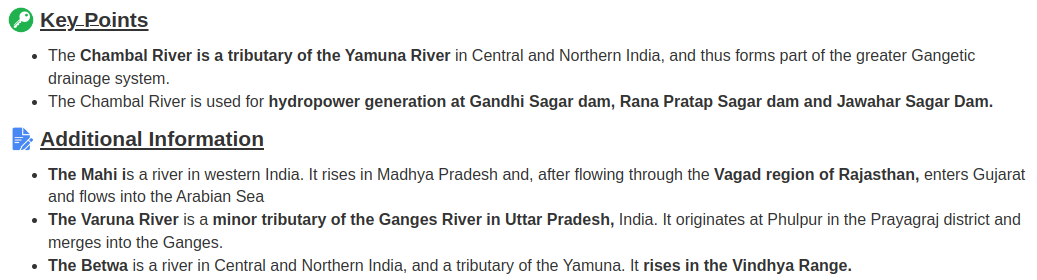 Key Points
• The Chambal River is a tributary of the Yamuna River in Central and Northern India, and thus forms part of the greater Gangetic
drainage system.
• The Chambal River is used for hydropower generation at Gandhi Sagar dam, Rana Pratap Sagar dam and Jawahar Sagar Dam.
Additional Information
• The Mahi is a river in western India. It rises in Madhya Pradesh and, after flowing through the Vagad region of Rajasthan, enters Gujarat
and flows into the Arabian Sea
• The Varuna River is a minor tributary of the Ganges River in Uttar Pradesh, India. It originates at Phulpur in the Prayagraj district and
merges into the Ganges.
• The Betwa is a river in Central and Northern India, and a tributary of the Yamuna. It rises in the Vindhya Range.